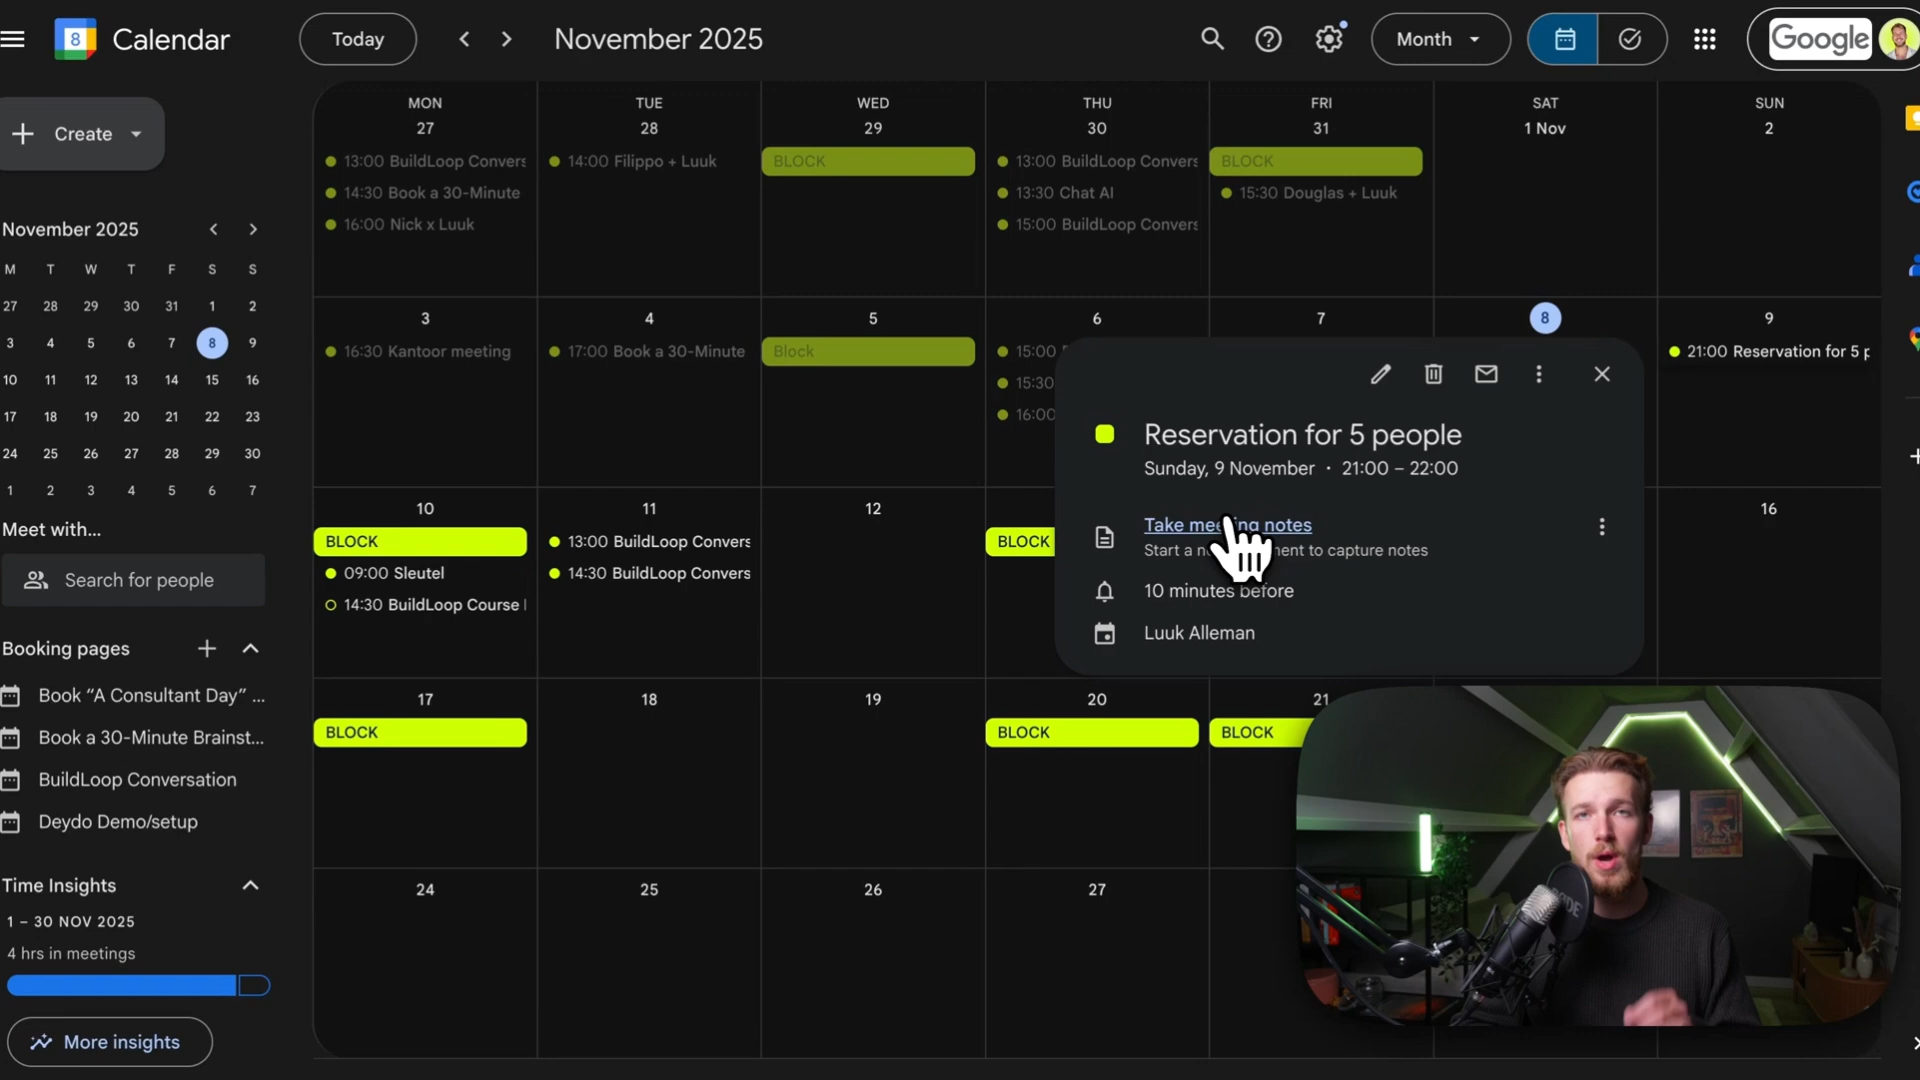 Calendar
Today
November 2025
Month
Google
Create
November 2025
M T W T F S S
27 28 29 30 31 1 2
3 4 5 6 7 8 9
10 11 12 13 14 15 16
17 18 19 20 21 22 23
24 25 26 27 28 29 30
1 2 3 4 5 6 7
Meet with...
Search for people
Booking pages
Book “A Consultant Day” ...
Book a 30-Minute Brainst...
BuildLoop Conversation
Deydo Demo/setup
Time Insights
1 – 30 NOV 2025
4 hrs in meetings
More insights
MON TUE WED THU FRI SAT SUN
27 28 29 30 31 1 Nov 2
13:00 BuildLoop Convers
14:30 Book a 30-Minute
16:00 Nick x Luuk
14:00 Filippo + Luuk
BLOCK
13:00 BuildLoop Convers
13:30 Chat AI
15:00 BuildLoop Convers
BLOCK
15:30 Douglas + Luuk
3 4 5 6 7 8 9
16:30 Kantoor meeting
17:00 Book a 30-Minute
Block
15:00
15:30
16:00
21:00 Reservation for 5 p
Reservation for 5 people
Sunday, 9 November · 21:00 – 22:00
Take meeting notes
Start a to capture notes
10 minutes before
Luuk Alleman
10 11 12 16
BLOCK
09:00 Sleutel
14:30 BuildLoop Course
13:00 BuildLoop Convers
14:30 BuildLoop Convers
BLOCK
17 18 19 20 21
BLOCK
BLOCK
BLOCK
24 25 26 27